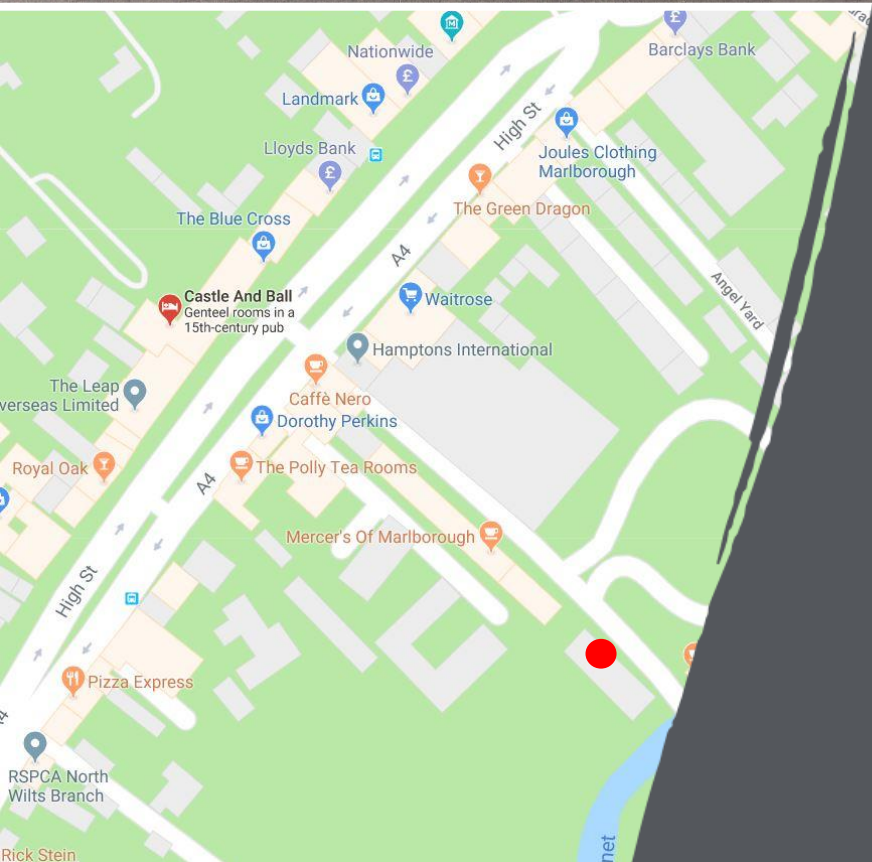 Nationwide
Barclays Bank
Landmark
High St
Lloyds Bank
Joules Clothing
Marlborough
The Green Dragon
The Blue Cross
A4
Angel Yard
Castle And Ball
Genteel rooms in a
15th-century pub
Waitrose
Hamptons International
The Leap
verseas Limited
Caffè Nero
Dorothy Perkins
Royal Oak
The Polly Tea Rooms
A4
Mercer's Of Marlborough
High St
Pizza Express
RSPCA North
Wilts Branch
net
Rick Stein